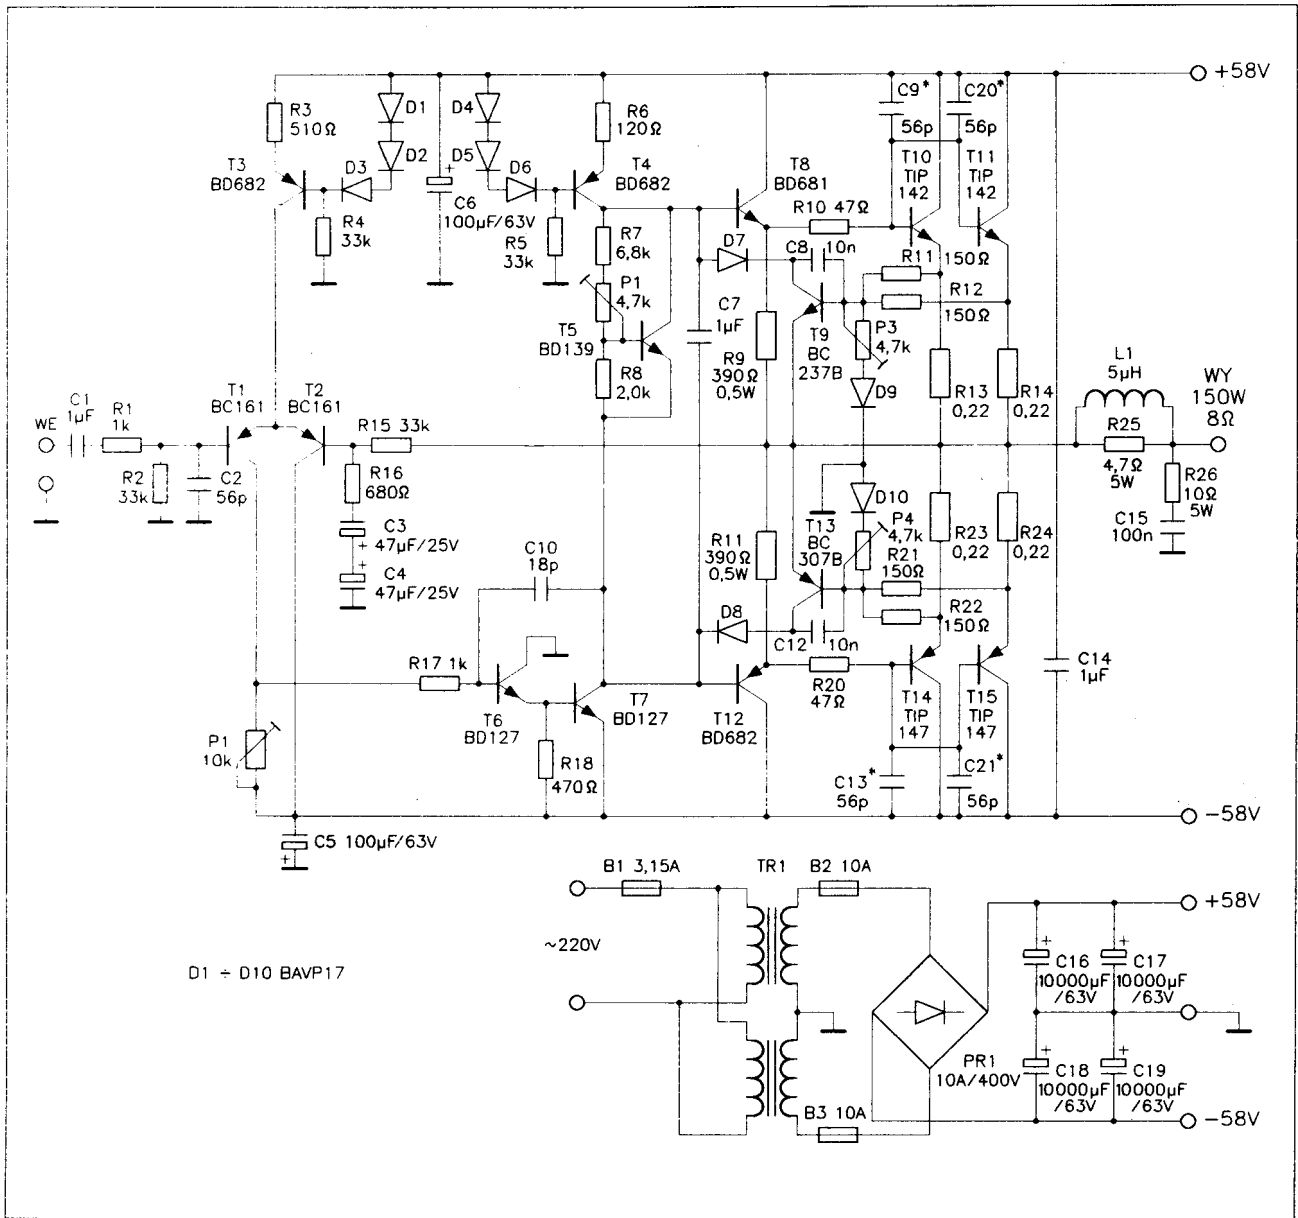 +58V
R3
510Ω
D1
D2
D3
T3
BD682
R4
33k
C6
100µF/63V
+
D4
D5
D6
R5
33k
R6
120Ω
T4
BD682
R7
6,8k
P1
4,7k
T5
BD139
R8
2,0k
C7
1µF
D7
T8
BD681
R10 47Ω
C8
10n
C9*
56p
C20*
56p
T10
TIP
142
T11
TIP
142
150Ω
R11
R12
150Ω
T9
BC
237B
P3
4,7k
D9
R9
390Ω
0,5W
R13
0,22
R14
0,22
L1
5µH
WY
150W
8Ω
R25
4,7Ω
5W
R26
10Ω
5W
C15
100n
WE
C1
1µF
R1
1k
R2
33k
C2
56p
T1
BC161
T2
BC161
R15 33k
R16
680Ω
C3
47µF/25V
+
+
C4
47µF/25V
C10
18p
R17 1k
T6
BD127
T7
BD127
R18
470Ω
P1
10k
C5 100µF/63V
+
R11
390Ω
0,5W
D10
T13
BC
307B
P4
4,7k
R21
150Ω
R22
150Ω
R23
0,22
R24
0,22
D8
C12
10n
T12
BD682
R20
47Ω
T14
TIP
147
T15
TIP
147
C13*
56p
C21*
56p
C14
1µF
-58V
B1 3,15A
TR1
B2 10A
~220V
B3 10A
PR1
10A/400V
+58V
+
C16
10000µF
/63V
+
C17
10000µF
/63V
+
C18
10000µF
/63V
+
C19
10000µF
/63V
-58V
D1 ÷ D10 BAVP17